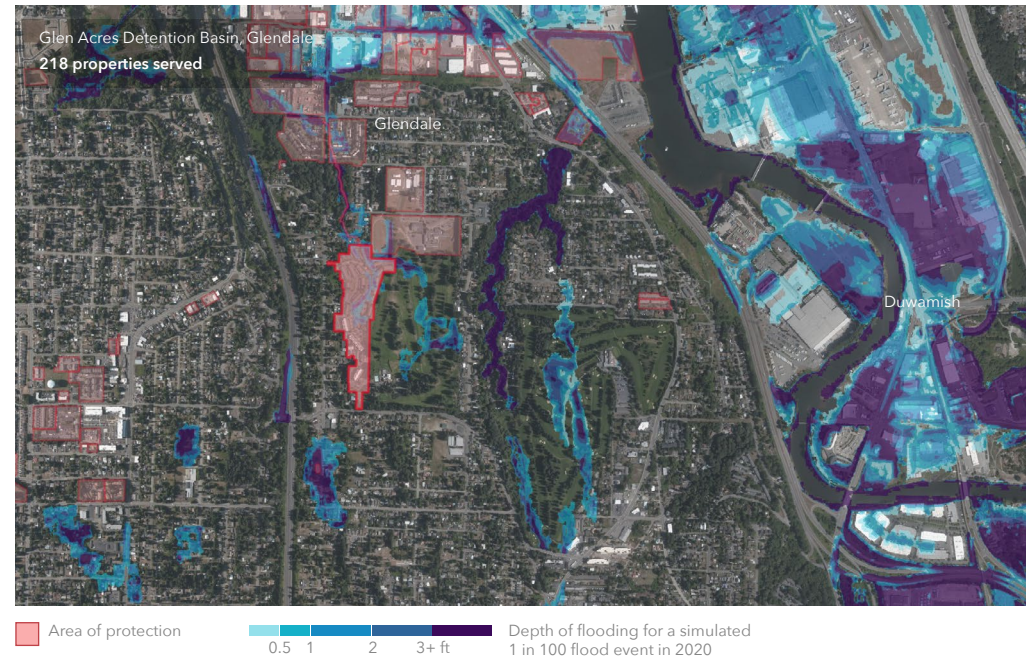 Glen Acres Detention Basin, Glendale
218 properties served
Glendale
Duwamish
Area of protection
0.5 1 2 3+ ft
Depth of flooding for a simulated
1 in 100 flood event in 2020